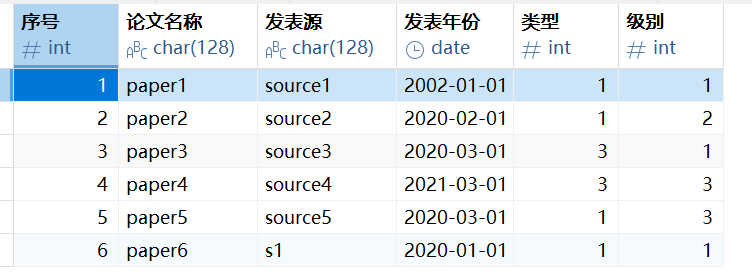 序号 论文名称 发表源 发表年份 类型 级别
# int ABC char(128) ABC char(128) date # int # int
1 paper1 source1 2002-01-01 1 1
2 paper2 source2 2020-02-01 1 2
3 paper3 source3 2020-03-01 3 1
4 paper4 source4 2021-03-01 3 3
5 paper5 source5 2020-03-01 1 3
6 paper6 s1 2020-01-01 1 1